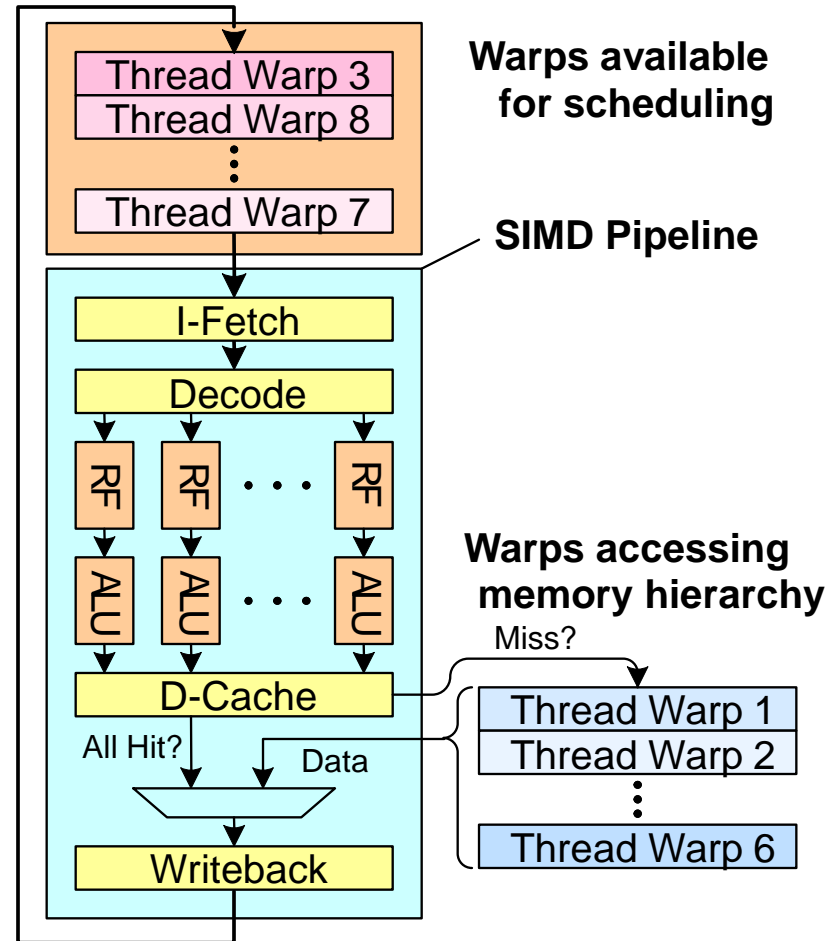 Thread Warp 3
Thread Warp 8
Thread Warp 7
Warps available
for scheduling
SIMD Pipeline
I-Fetch
Decode
RF
RF
RF
ALU
ALU
ALU
D-Cache
All Hit?
Data
Writeback
Warps accessing
memory hierarchy
Miss?
Thread Warp 1
Thread Warp 2
Thread Warp 6